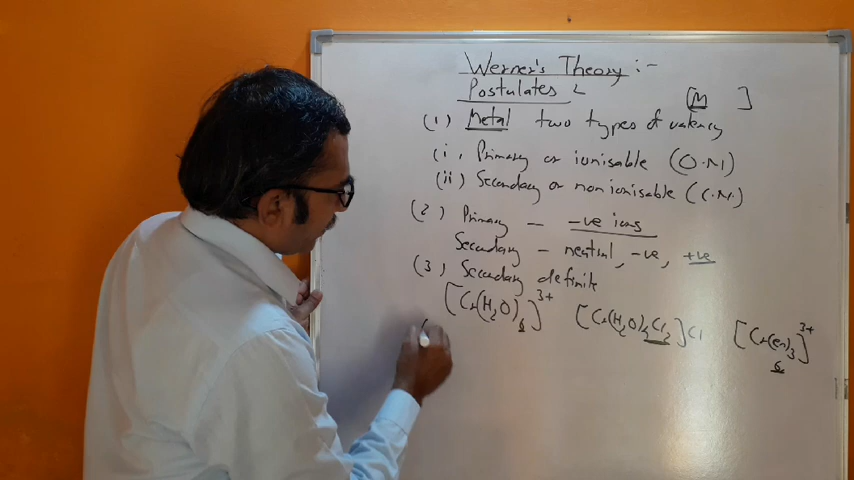 Werner's Theory :-
Postulates
[M ]
(1) Metal two types of valency
(i) Primary or ionisable (O.N)
(ii) Secondary or non ionisable (C.N.)
(2) Primary — -ve ions
Secondary — neutral, -ve, +ve
(3) Secondary definite
[Cr(H₂O)₆]³⁺ [Cr(H₂O)₄Cl₂]Cl [Cr(en)₃]³⁺
6
(